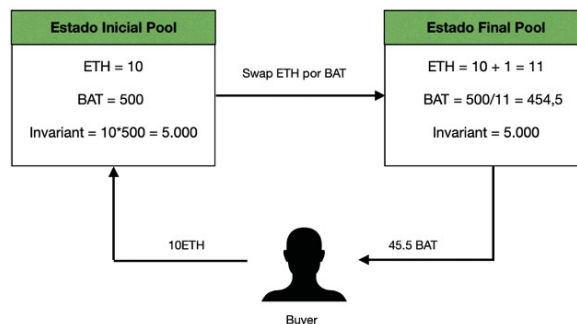 Estado Inicial Pool
ETH = 10
BAT = 500
Invariant = 10*500 = 5.000
Swap ETH por BAT
Estado Final Pool
ETH = 10 + 1 = 11
BAT = 500/11 = 454,5
Invariant = 5.000
10ETH
45.5 BAT
Buyer